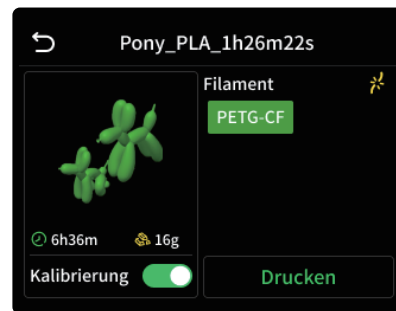 Pony_PLA_1h26m22s
Filament
PETG-CF
6h36m 16g
Kalibrierung
Drucken